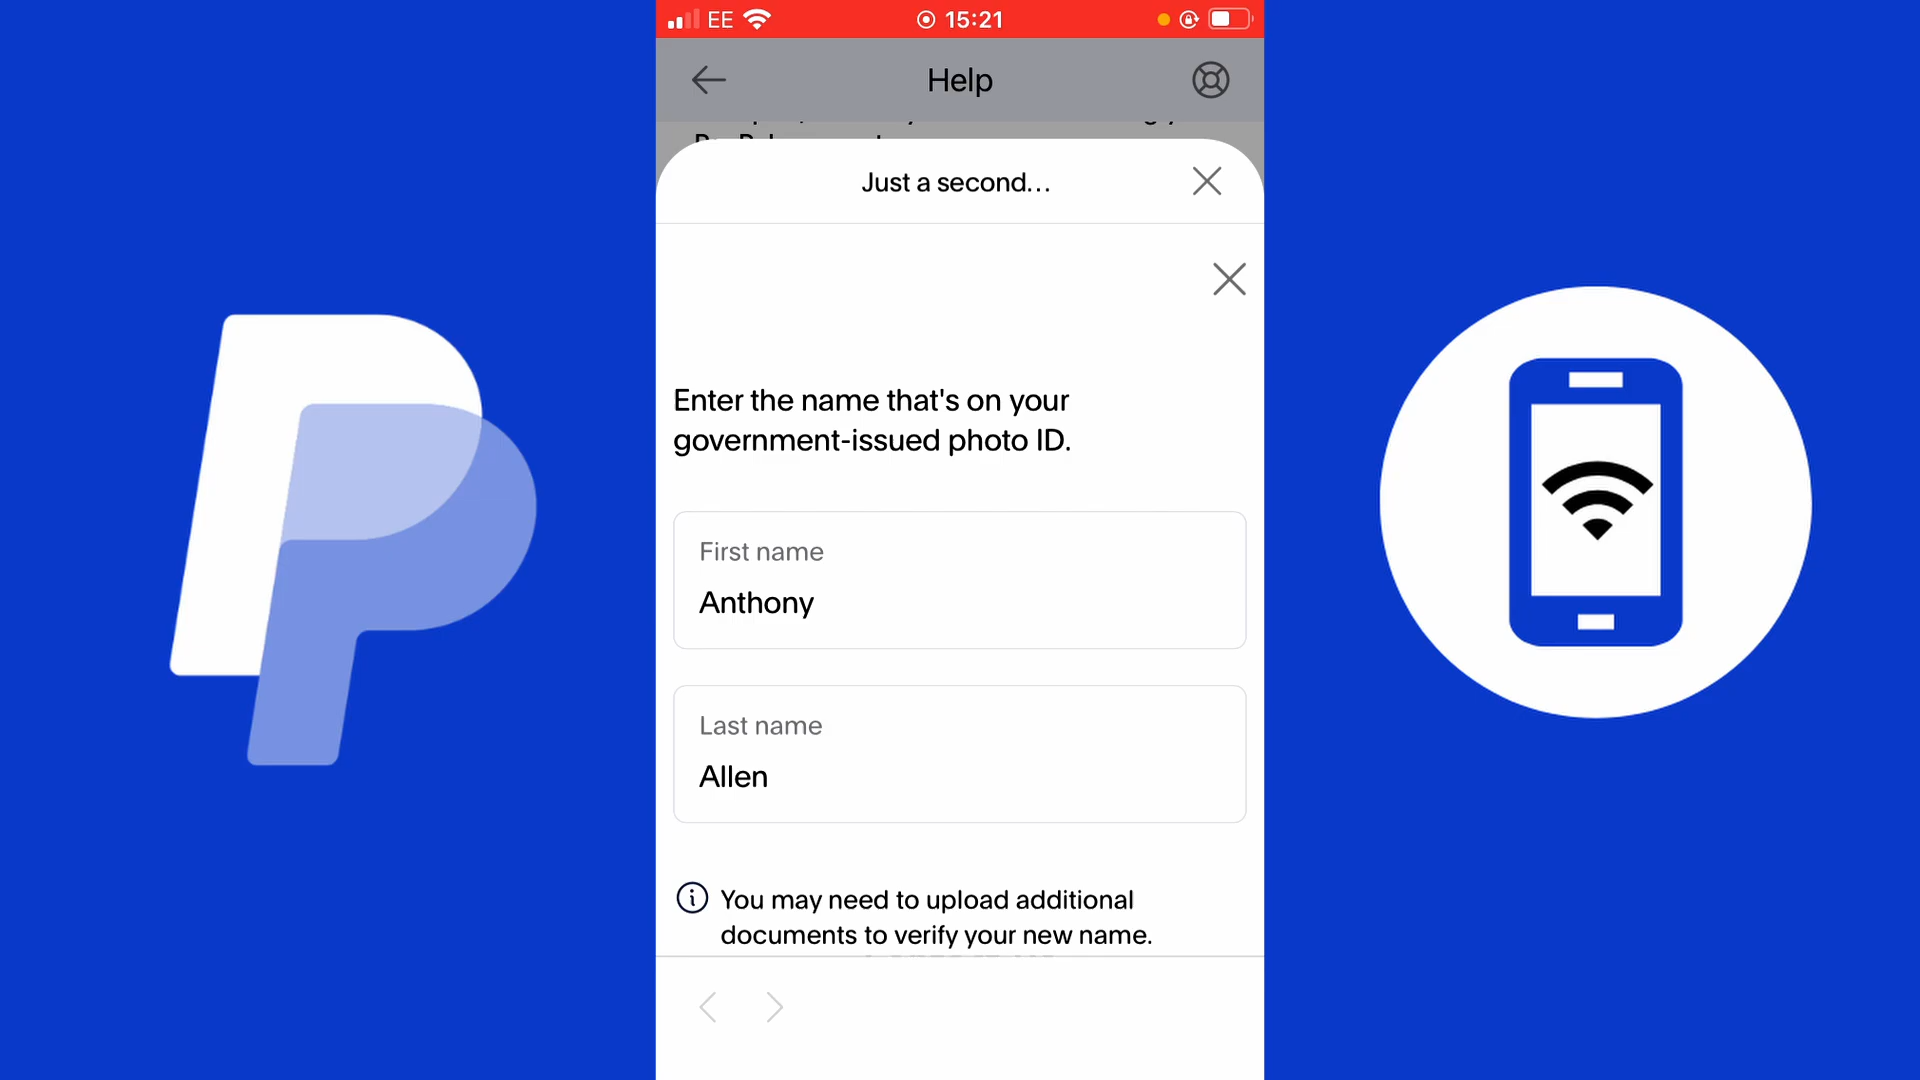 EE 15:21
Help
Just a second...
Enter the name that's on your
government-issued photo ID.
First name
Anthony
Last name
Allen
You may need to upload additional
documents to verify your new name.